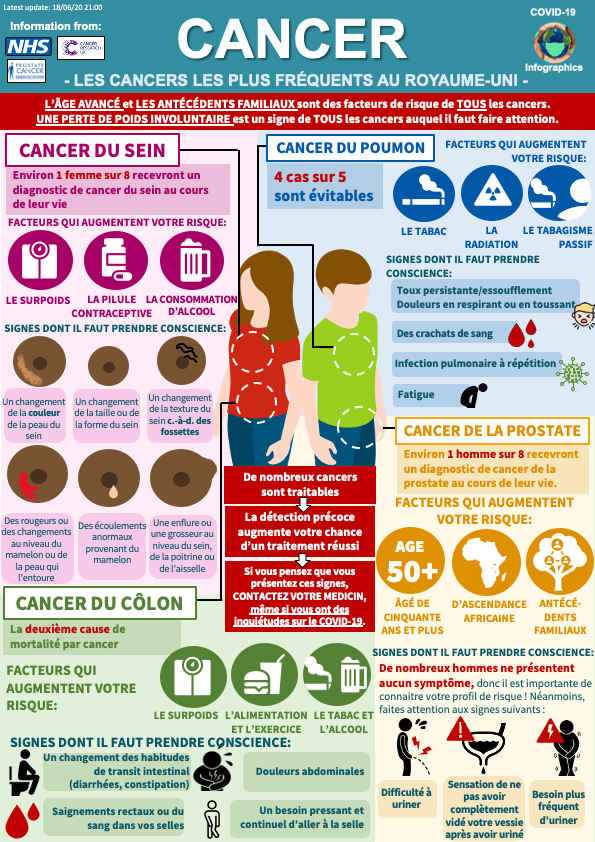 Latest update: 18/06/20 21:00
Information from:
NHS
CANCER
RESEARCH
UK
PROSTATE
CANCER
CANCER
COVID-19
Infographics
- LES CANCERS LES PLUS FRÉQUENTS AU ROYAUME-UNI -
L'ÂGE AVANCÉ et LES ANTÉCÉDENTS FAMILIAUX sont des facteurs de risque de TOUS les cancers.
UNE PERTE DE POIDS INVOLUNTAIRE est un signe de TOUS les cancers auquel il faut faire attention.
CANCER DU SEIN
Environ 1 femme sur 8 recevront un
diagnostic de cancer du sein au cours
de leur vie
FACTEURS QUI AUGMENTENT VOTRE RISQUE:
LE SURPOIDS
LA PILULE
CONTRACEPTIVE
LA CONSOMMATION
D'ALCOOL
SIGNES DONT IL FAUT PRENDRE CONSCIENCE:
Un changement
de la couleur
de la peau du
sein
Un changement
de la taille ou de
la forme du sein
Un changement
de la texture du
sein c.-à-d. des
fossettes
Des rougeurs ou
des changements
au niveau du
mamelon ou de
la peau qui
l'entoure
Des écoulements
anormaux
provenant du
mamelon
Une enflure ou
une grosseur au
niveau du sein,
de la poitrine ou
de l'aisselle
CANCER DU POUMON
4 cas sur 5
sont évitables
FACTEURS QUI AUGMENTENT
VOTRE RISQUE:
LE TABAC
LA
RADIATION
LE TABAGISME
PASSIF
SIGNES DONT IL FAUT PRENDRE
CONSCIENCE:
Toux persistante/essoufflement
Douleurs en respirant ou en toussant
Des crachats de sang
Infection pulmonaire à répétition
Fatigue
De nombreux cancers
sont traitables
La détection précoce
augmente votre chance
d'un traitement réussi
Si vous pensez que vous
présentez ces signes,
CONTACTEZ VOTRE MEDICIN,
même si vous ont des
inquiétudes sur le COVID-19.
CANCER DE LA PROSTATE
Environ 1 homme sur 8 recevront
un diagnostic de cancer de la
prostate au cours de leur vie.
FACTEURS QUI AUGMENTENT
VOTRE RISQUE:
AGE
50+
ÂGÉ DE
CINQUANTE
ANS ET PLUS
D'ASCENDANCE
AFRICAINE
ANTÉCÉ-
DENTS
FAMILIAUX
SIGNES DONT IL FAUT PRENDRE CONSCIENCE:
De nombreux hommes ne présentent
aucun symptôme, donc il est importante de
connaitre votre profil de risque ! Néanmoins,
faites attention aux signes suivants :
Difficulté à
uriner
Sensation de ne
pas avoir
complètement
vidé votre vessie
après avoir uriné
Besoin plus
fréquent
d'uriner
CANCER DU CÔLON
La deuxième cause de
mortalité par cancer
FACTEURS QUI
AUGMENTENT VOTRE
RISQUE:
LE SURPOIDS
L'ALIMENTATION
ET L'EXERCICE
LE TABAC ET
L'ALCOOL
SIGNES DONT IL FAUT PRENDRE CONSCIENCE:
Un changement des habitudes
de transit intestinal
(diarrhées, constipation)
Douleurs abdominales
Saignements rectaux ou du
sang dans vos selles
Un besoin pressant et
continuel d'aller à la selle